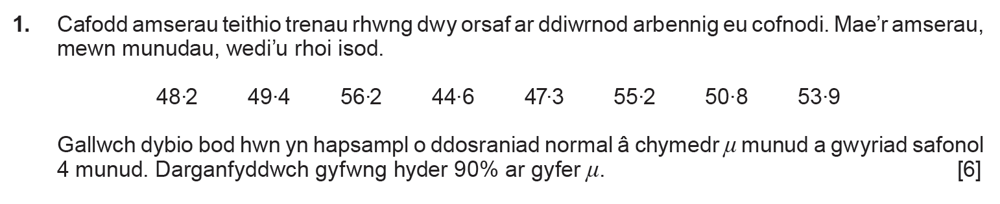 1. Cafodd amserau teithio trenau rhwng dwy orsaf ar ddiwrnod arbennig eu cofnodi. Mae’r amserau,
mewn munudau, wedi’u rhoi isod.
48·2 49·4 56·2 44·6 47·3 55·2 50·8 53·9
Gallwch dybio bod hwn yn hapsampl o ddosraniad normal â chymedr μ munud a gwyriad safonol
4 munud. Darganfyddwch gyfwng hyder 90% ar gyfer μ. [6]